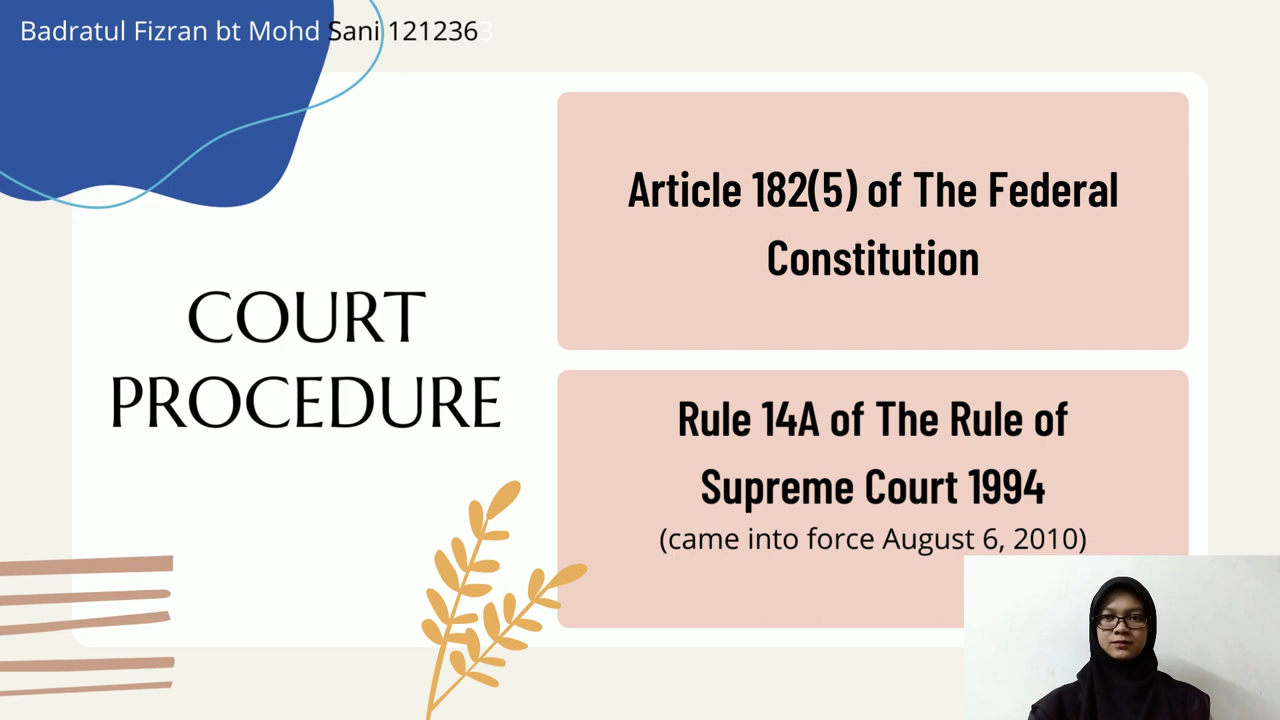 Badratul Fizran bt Mohd Sani 1212363
COURT
PROCEDURE
Article 182(5) of The Federal
Constitution
Rule 14A of The Rule of
Supreme Court 1994
(came into force August 6, 2010)